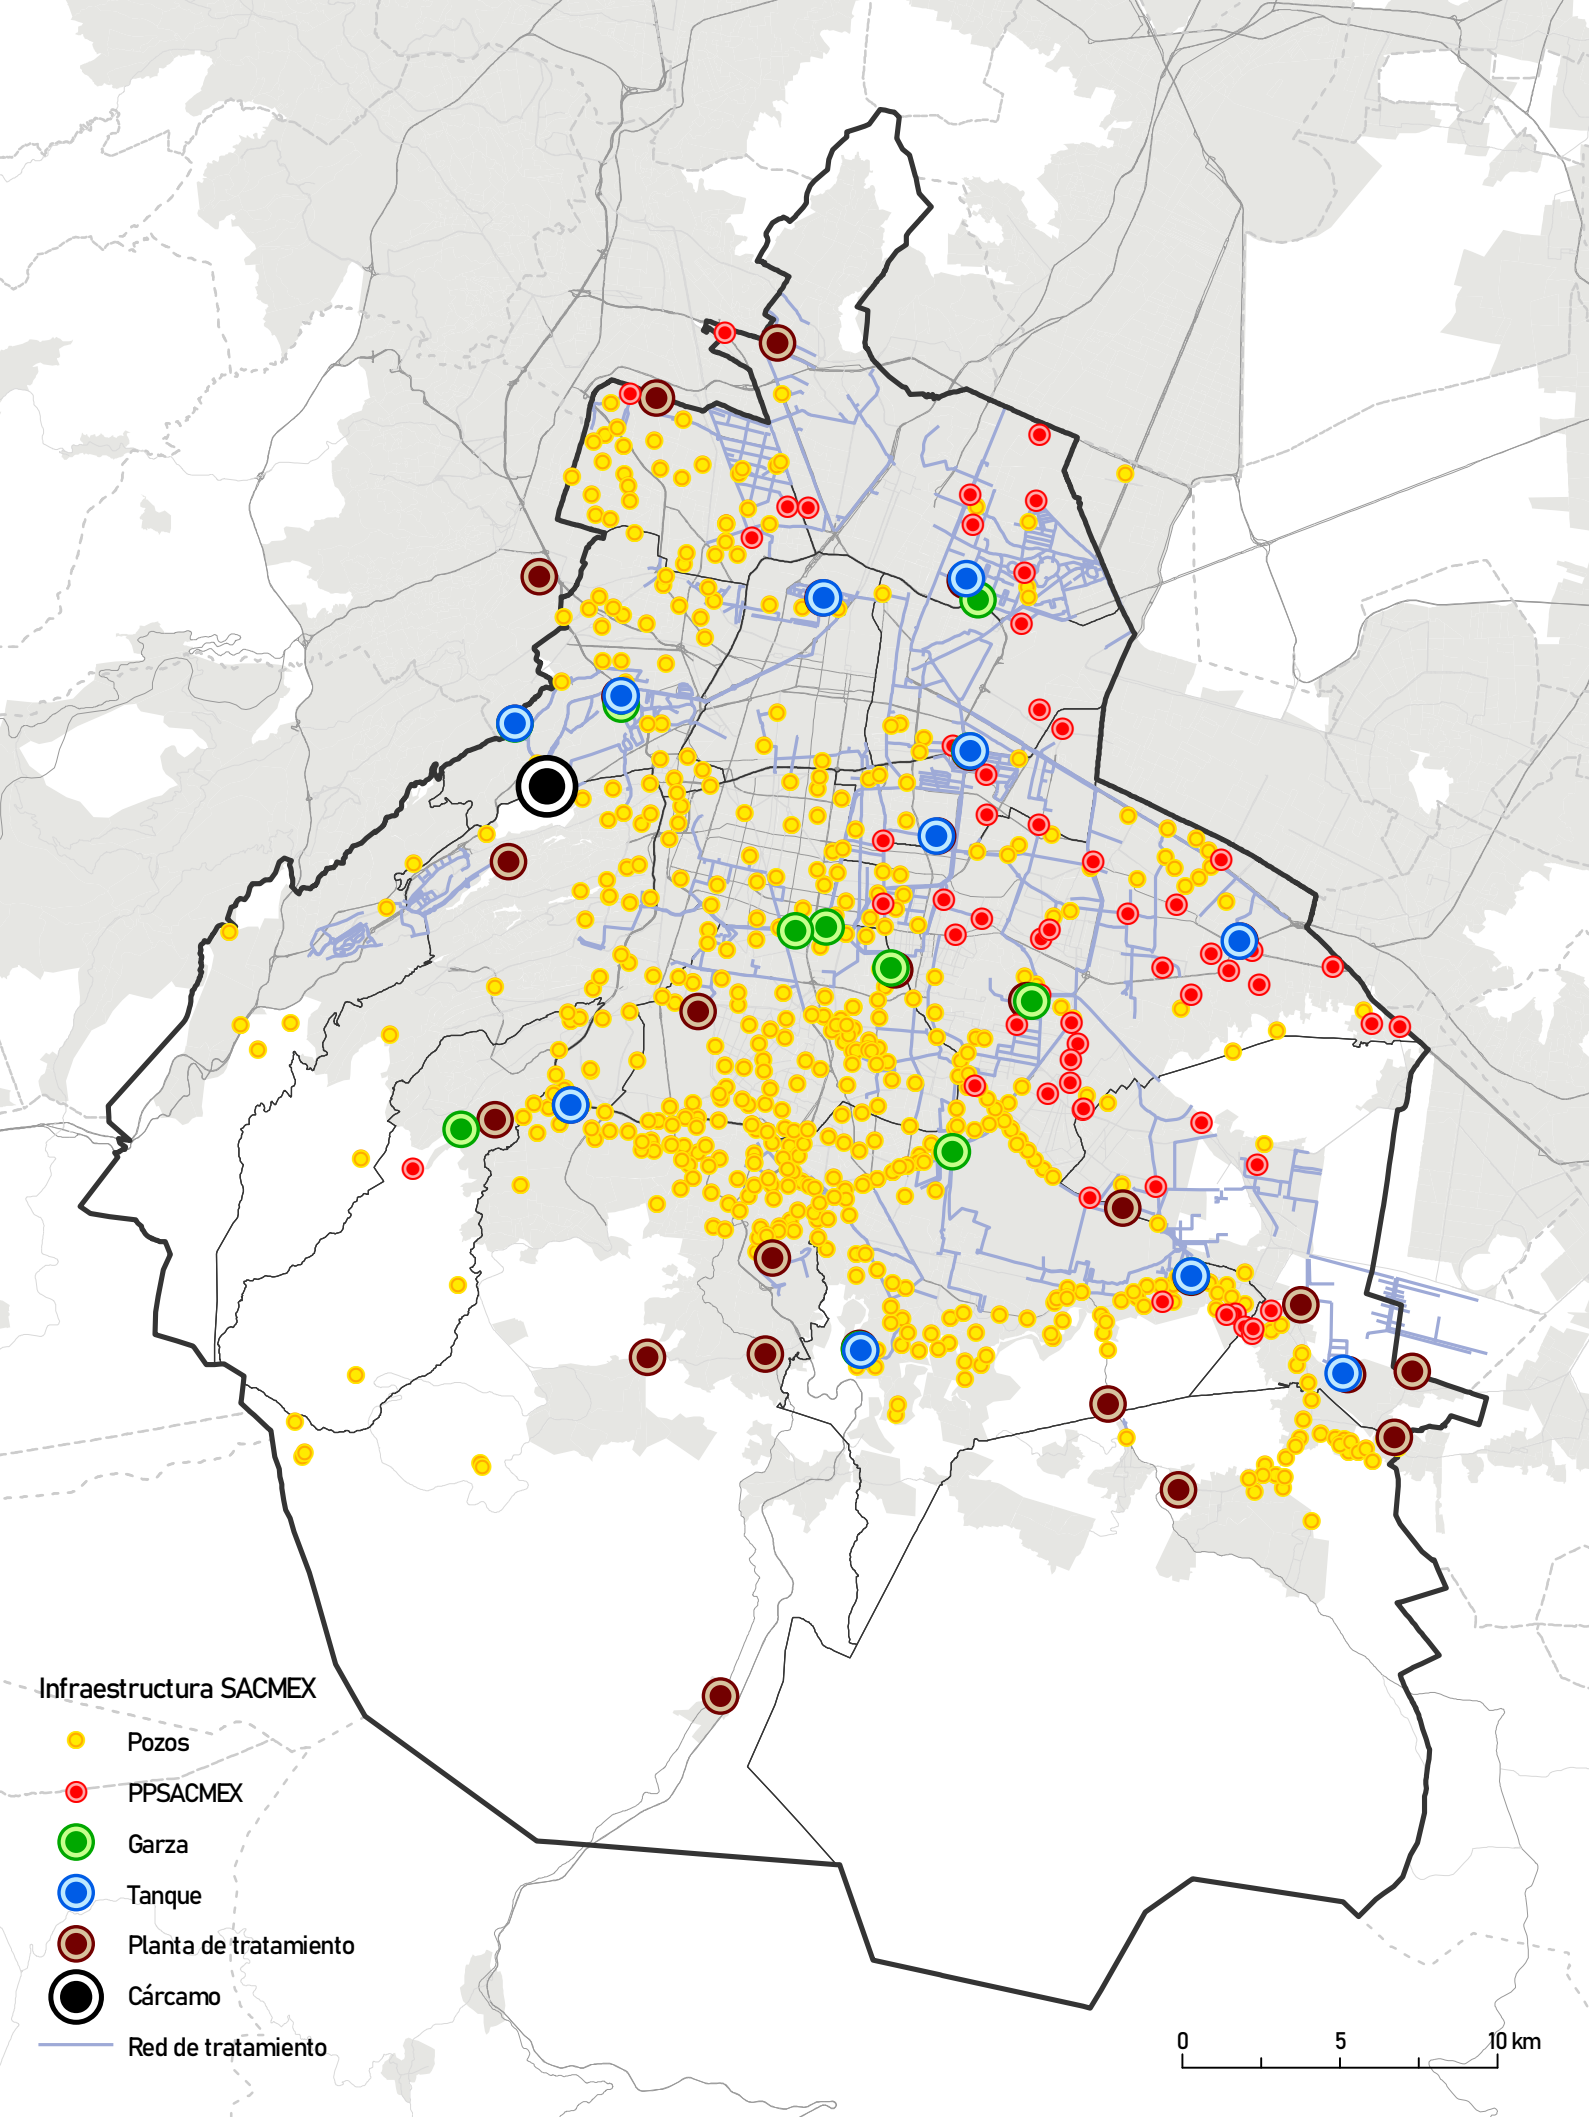 Infraestructura SACMEX
Pozos
PPSACMEX
Garza
Tanque
Planta de tratamiento
Cárcamo
Red de tratamiento
0 5 10 km